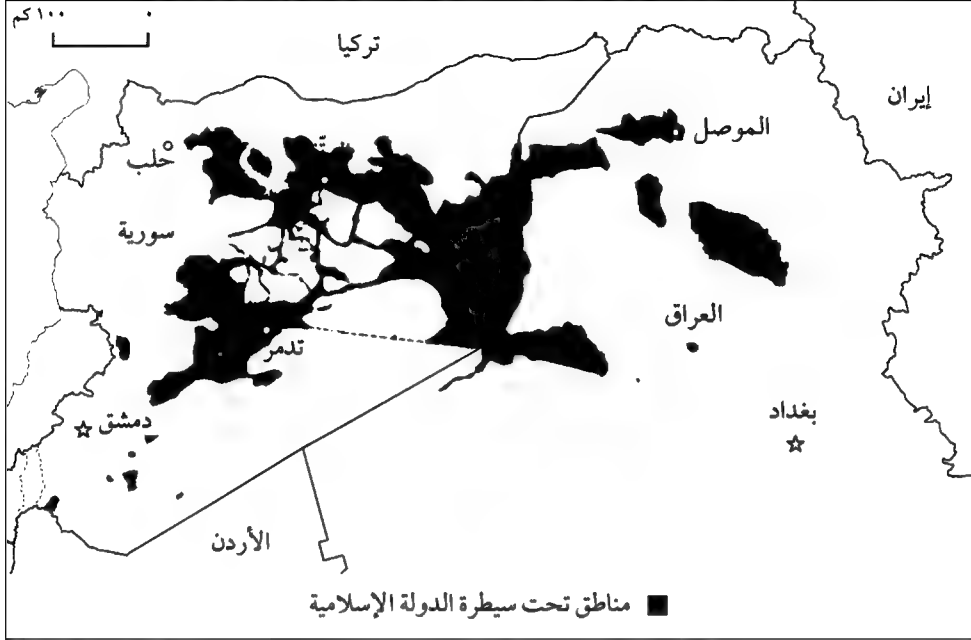 ٠ ١٠٠ كم
تركيا
إيران
الموصل
حلب
سورية
العراق
تدمر
بغداد
دمشق
الأردن
مناطق تحت سيطرة الدولة الإسلامية